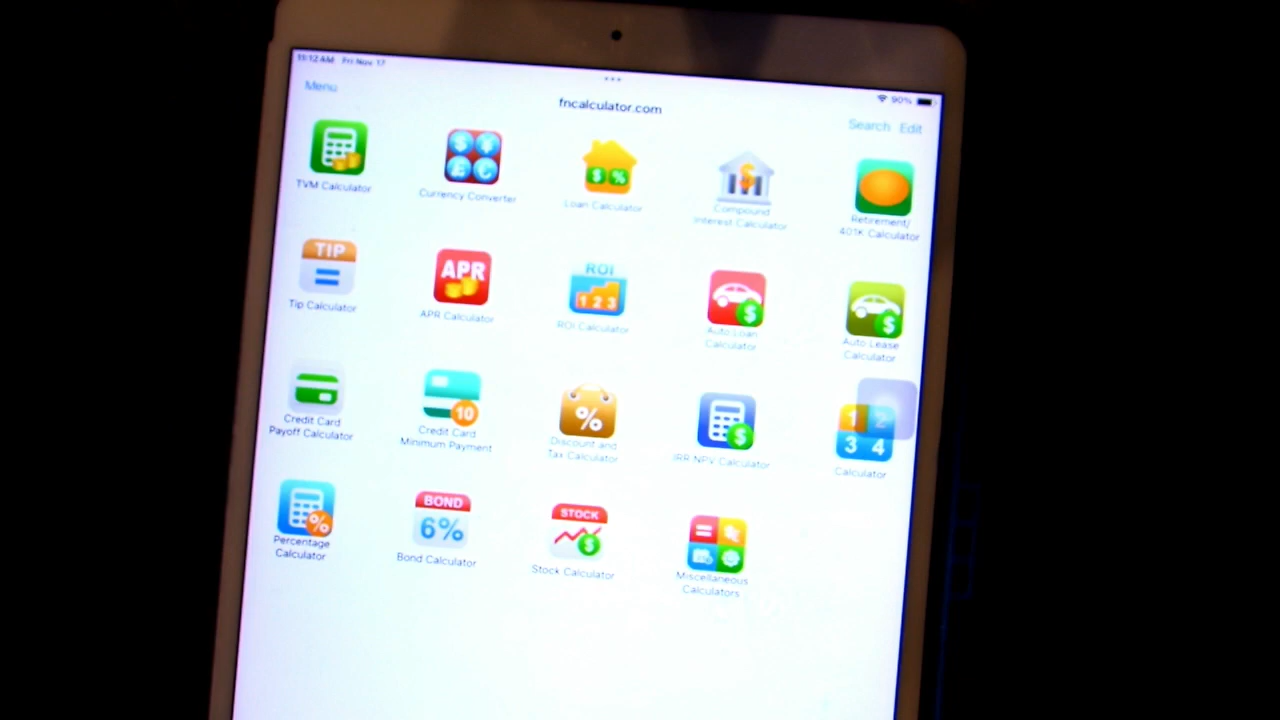 11:12 AM Fri Nov 17
90%
Menu
fncalculator.com
Search Edit
TVM Calculator
Currency Converter
Loan Calculator
Compound
Interest Calculator
Retirement/
401K Calculator
TIP
Tip Calculator
APR
APR Calculator
ROI
1 2 3
ROI Calculator
Auto Loan
Calculator
Auto Lease
Calculator
Credit Card
Payoff Calculator
10
Credit Card
Minimum Payment
%
Discount and
Tax Calculator
$
IRR NPV Calculator
1 2
3 4
Calculator
%
Percentage
Calculator
BOND
6%
Bond Calculator
STOCK
$
Stock Calculator
Miscellaneous
Calculators